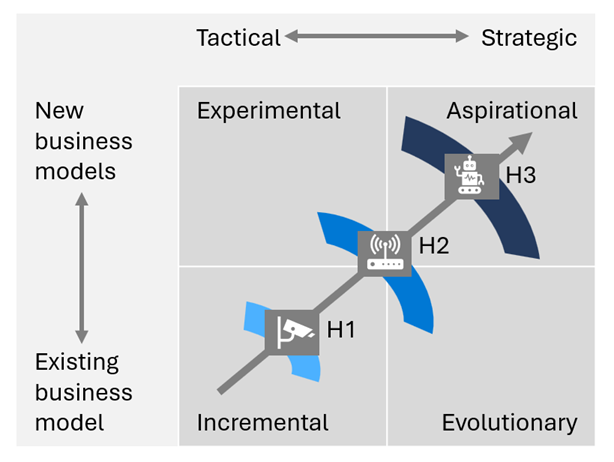 Tactical
Strategic
New
business
models
Experimental
Aspirational
H3
H2
H1
Existing
business
model
Incremental
Evolutionary